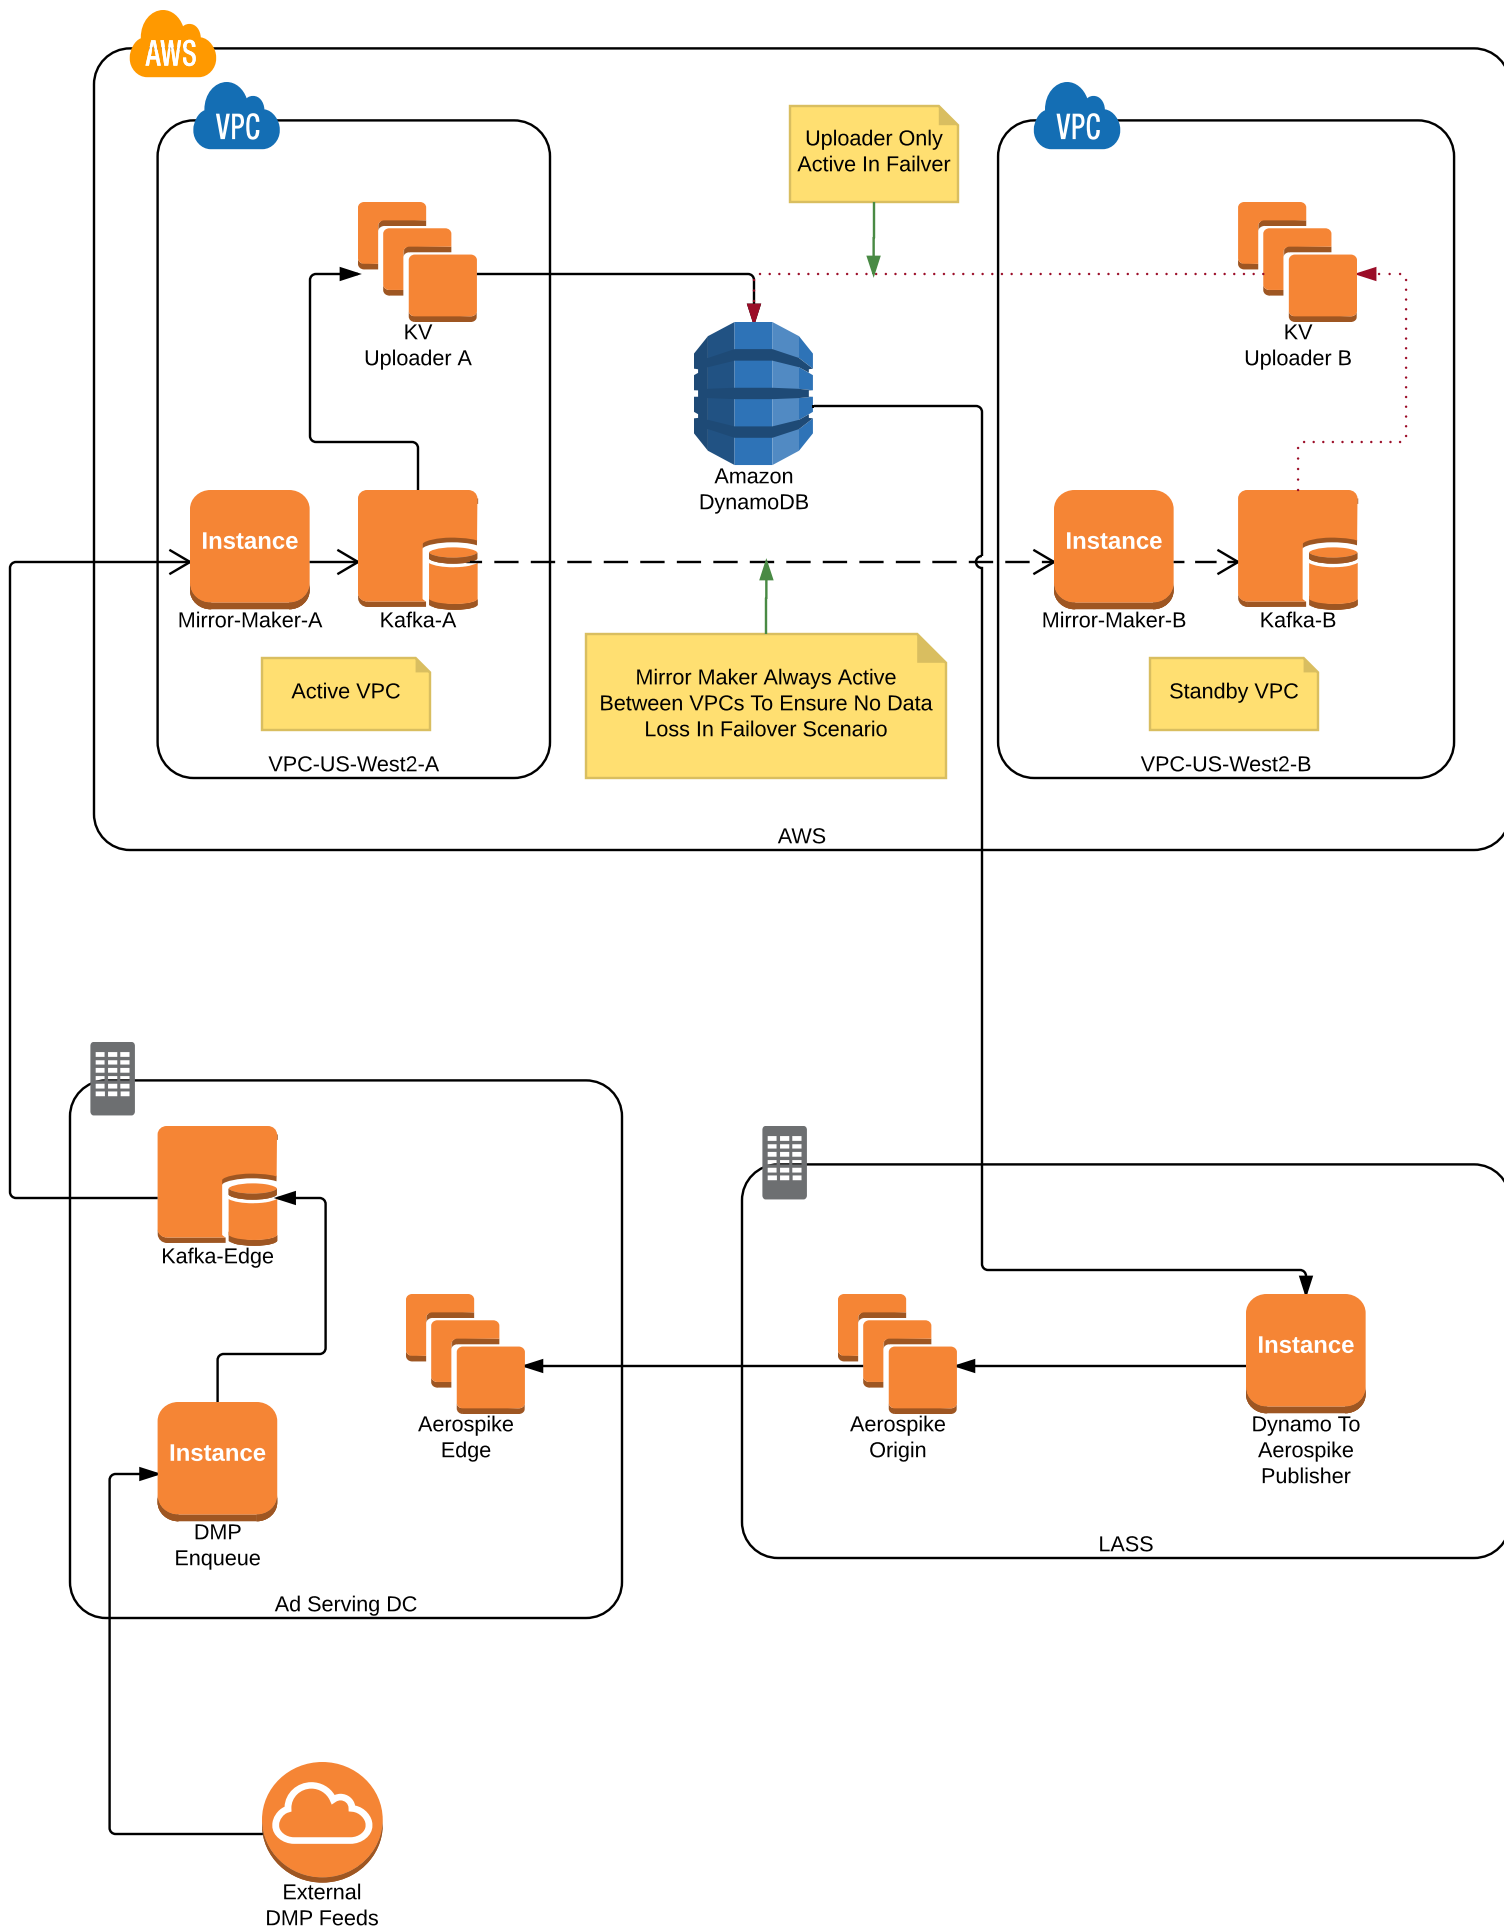 AWS
VPC
VPC
Uploader Only
Active In Failver
KV
Uploader A
KV
Uploader B
Amazon
DynamoDB
Instance
Mirror-Maker-A
Kafka-A
Instance
Mirror-Maker-B
Kafka-B
Active VPC
Mirror Maker Always Active
Between VPCs To Ensure No Data
Loss In Failover Scenario
Standby VPC
VPC-US-West2-A
VPC-US-West2-B
AWS
Kafka-Edge
Aerospike
Edge
Aerospike
Origin
Instance
Dynamo To
Aerospike
Publisher
Instance
DMP
Enqueue
LASS
Ad Serving DC
External
DMP Feeds